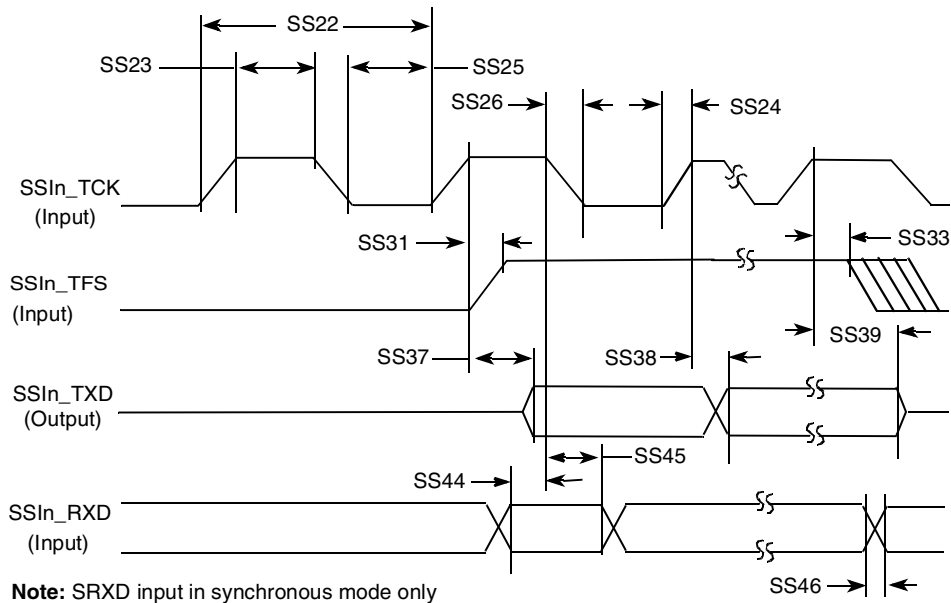 SS22
SS23
SS25
SS26
SS24
SSIn_TCK
(Input)
SS31
SS33
SSIn_TFS
(Input)
SS39
SS37
SS38
SSIn_TXD
(Output)
SS45
SS44
SSIn_RXD
(Input)
SS46
Note: SRXD input in synchronous mode only